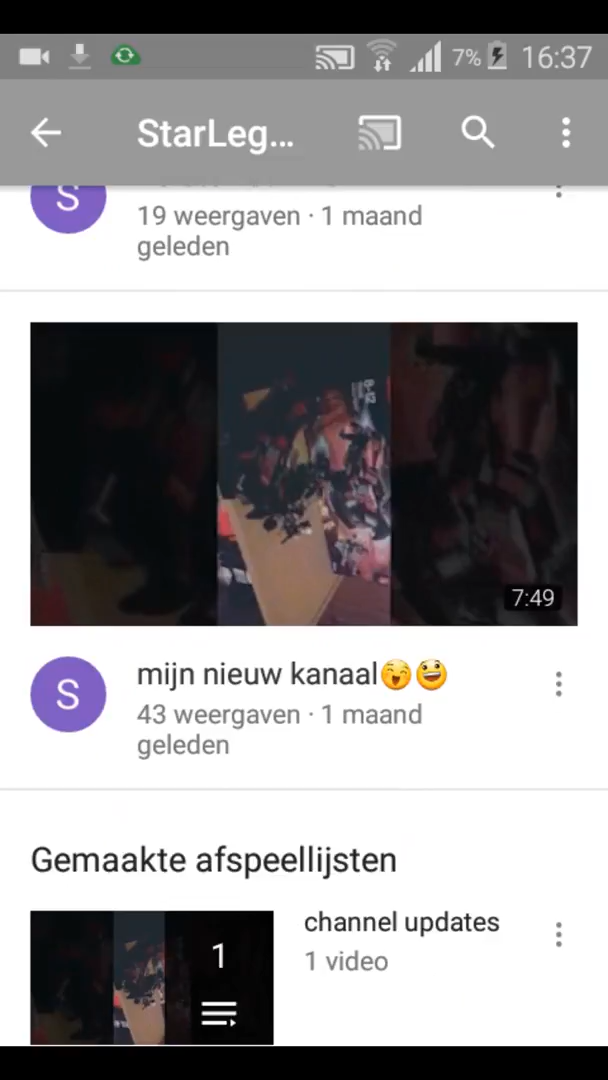 7% 16:37
StarLeg...
S
19 weergaven · 1 maand
geleden
7:49
S
mijn nieuw kanaal😄😃
43 weergaven · 1 maand
geleden
Gemaakte afspeellijsten
channel updates
1
1 video